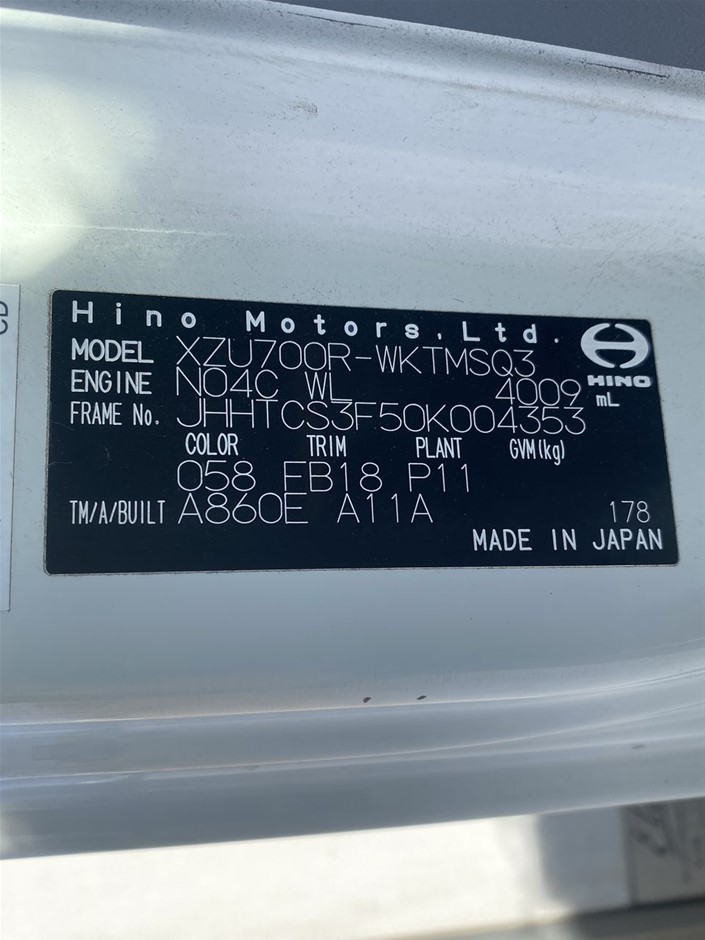 Hino Motors,Ltd.
HINO
MODEL XZU700R-WKTMSQ3
ENGINE N04C WL 4009 mL
FRAME No. JHHTCS3F50K004353
COLOR TRIM PLANT GVM(kg)
058 FB18 P11
TM/A/BUILT A860E A11A 178
MADE IN JAPAN